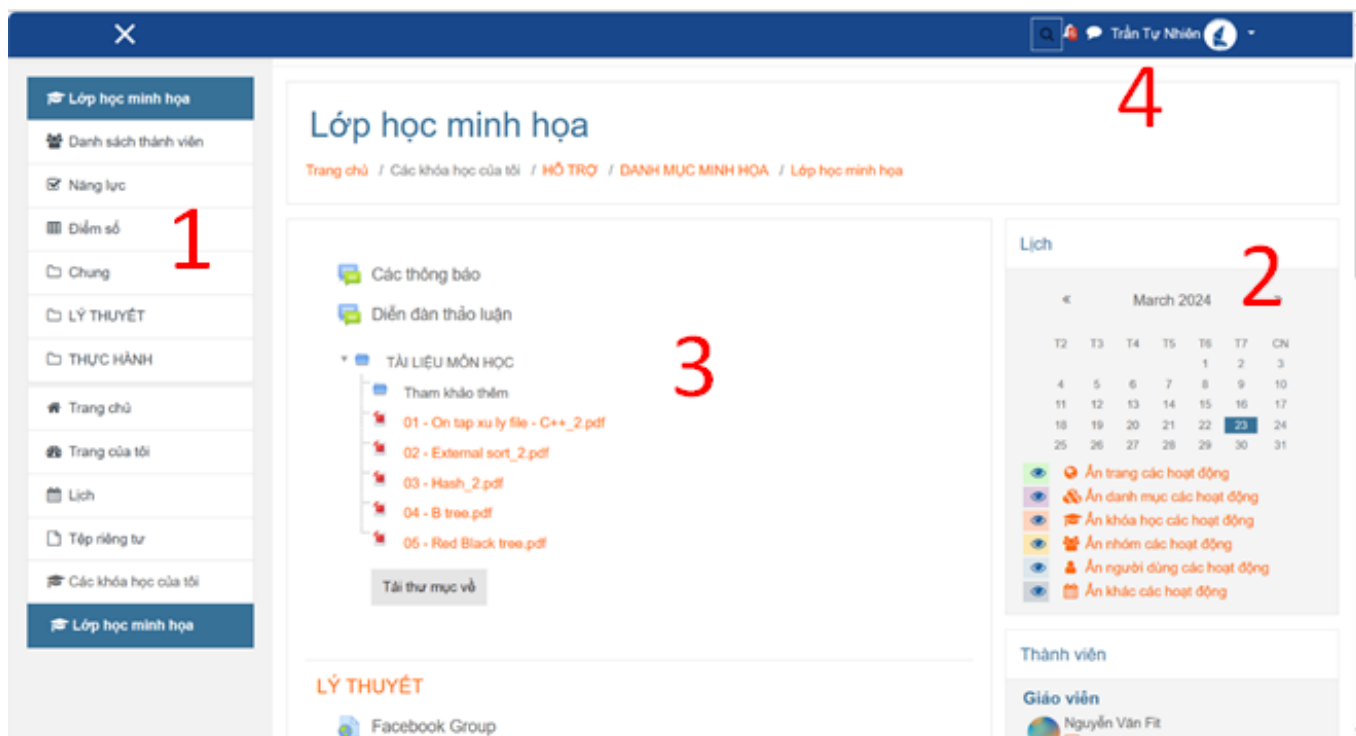 Trần Tự Nhiên
4
Lớp học minh họa
Danh sách thành viên
Năng lực
Điểm số
Chung
LÝ THUYẾT
THỰC HÀNH
Trang chủ
Trang của tôi
Lịch
Tệp riêng tư
Các khóa học của tôi
Lớp học minh họa
1
Lớp học minh họa
Trang chủ / Các khóa học của tôi / HỖ TRỢ / DANH MỤC MINH HỌA / Lớp học minh họa
Các thông báo
Diễn đàn thảo luận
TÀI LIỆU MÔN HỌC
Tham khảo thêm
01 - On tap xu ly file - C++_2.pdf
02 - External sort_2.pdf
03 - Hash_2.pdf
04 - B tree.pdf
05 - Red Black tree.pdf
Tải thư mục về
3
LÝ THUYẾT
Facebook Group
Lịch
2
« March 2024 »
T2 T3 T4 T5 T6 T7 CN
1 2 3
4 5 6 7 8 9 10
11 12 13 14 15 16 17
18 19 20 21 22 23 24
25 26 27 28 29 30 31
Ẩn trang các hoạt động
Ẩn danh mục các hoạt động
Ẩn khóa học các hoạt động
Ẩn nhóm các hoạt động
Ẩn người dùng các hoạt động
Ẩn khác các hoạt động
Thành viên
Giáo viên
Nguyễn Văn Fit